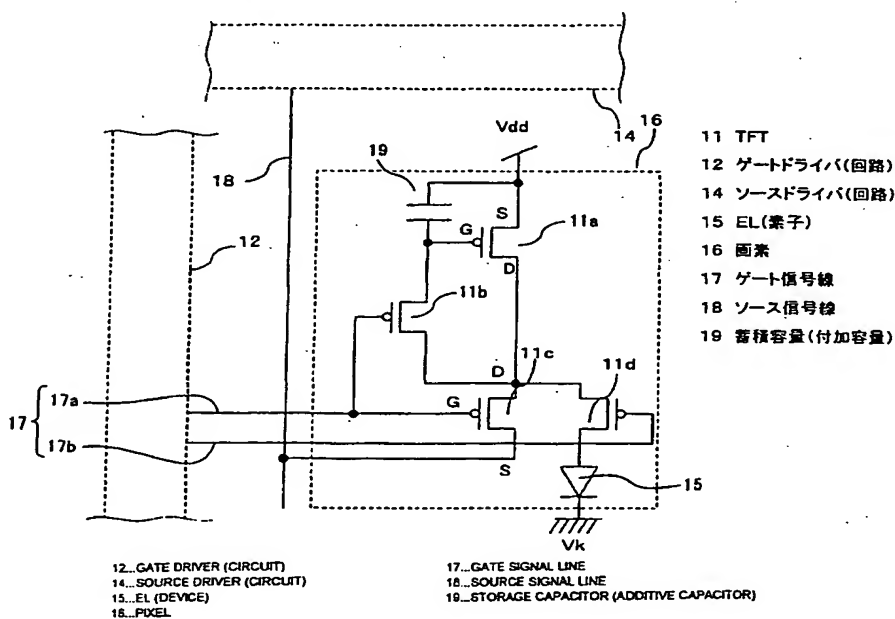 16
Vdd
14
11 TFT
12 ゲートドライバ(回路)
14 ソースドライバ(回路)
15 EL(素子)
16 画素
17 ゲート信号線
18 ソース信号線
19 蓄積容量(付加容量)
18
19
S
G
11a
D
12
11b
D
11c
11d
17
17a
G
17b
S
15
Vk
12...GATE DRIVER (CIRCUIT)
14...SOURCE DRIVER (CIRCUIT)
15...EL (DEVICE)
16...PIXEL
17...GATE SIGNAL LINE
18...SOURCE SIGNAL LINE
19...STORAGE CAPACITOR (ADDITIVE CAPACITOR)